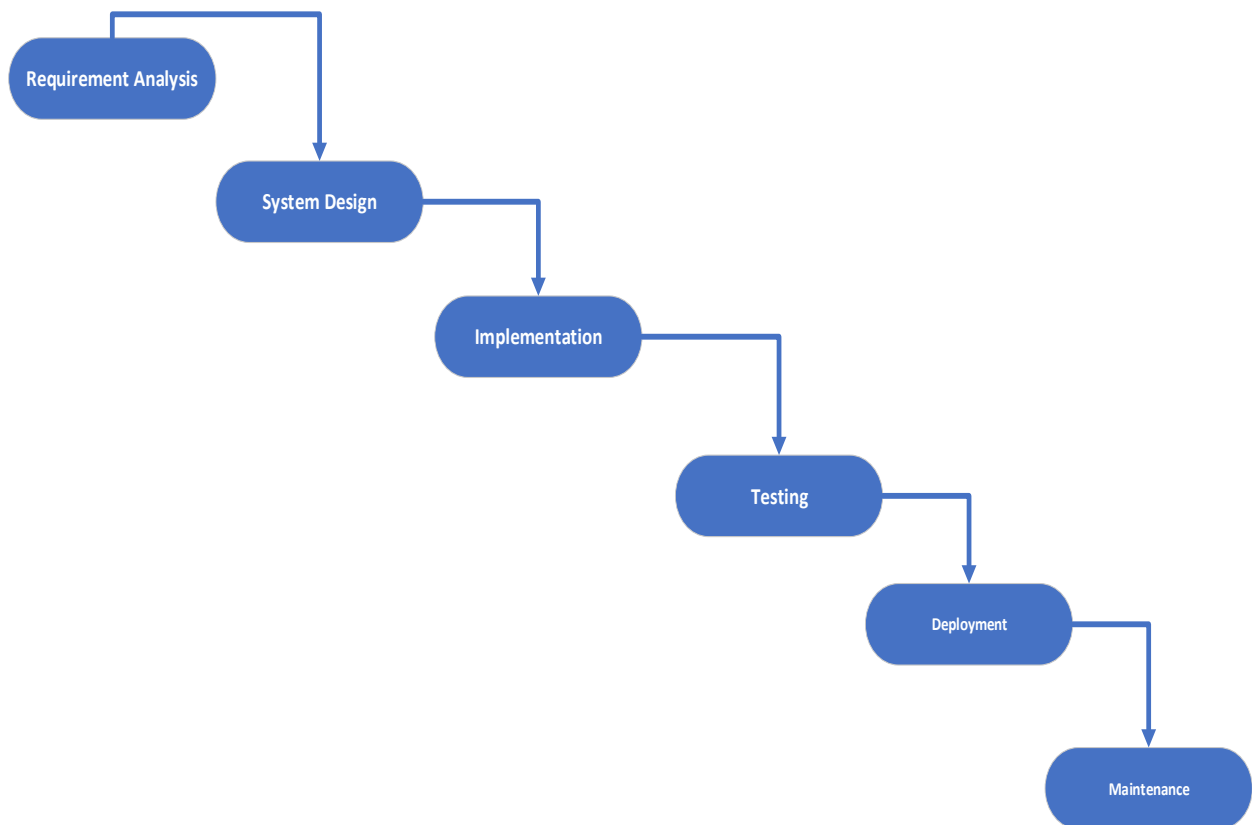 Requirement Analysis
System Design
Implementation
Testing
Deployment
Maintenance